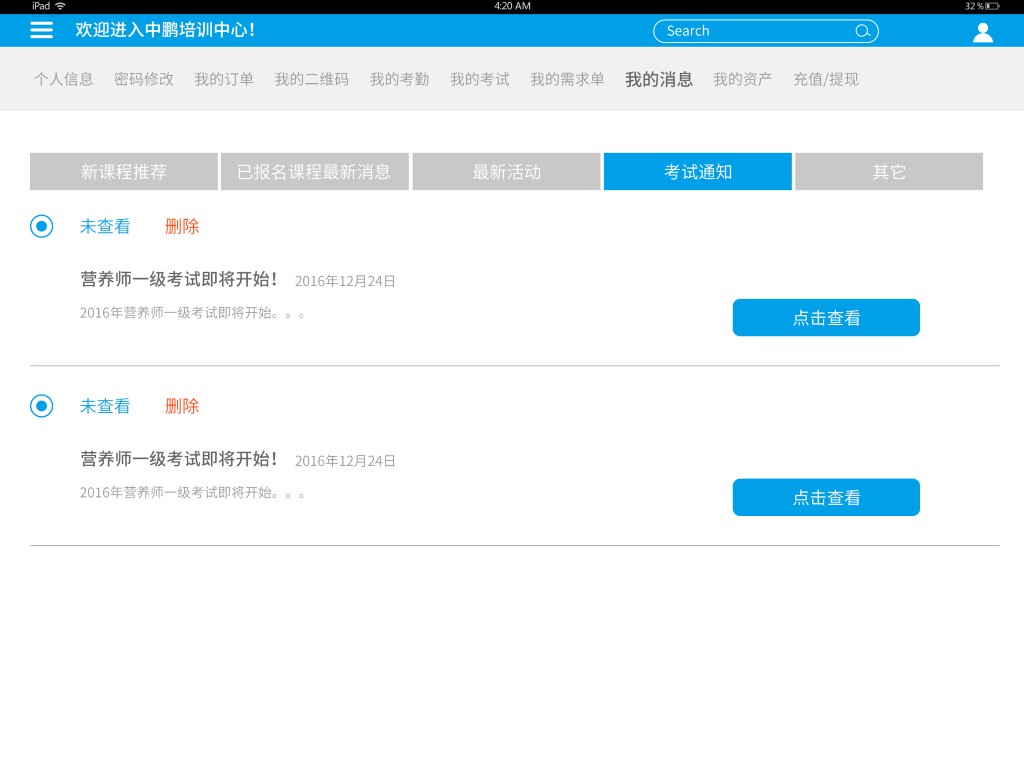 iPad 4:20 AM 32%
欢迎进入中鹏培训中心！ Search
个人信息 密码修改 我的订单 我的二维码 我的考勤 我的考试 我的需求单 我的消息 我的资产 充值/提现
新课程推荐 已报名课程最新消息 最新活动 考试通知 其它
未查看 删除
营养师一级考试即将开始！ 2016年12月24日
2016年营养师一级考试即将开始。。。
点击查看
未查看 删除
营养师一级考试即将开始！ 2016年12月24日
2016年营养师一级考试即将开始。。。
点击查看